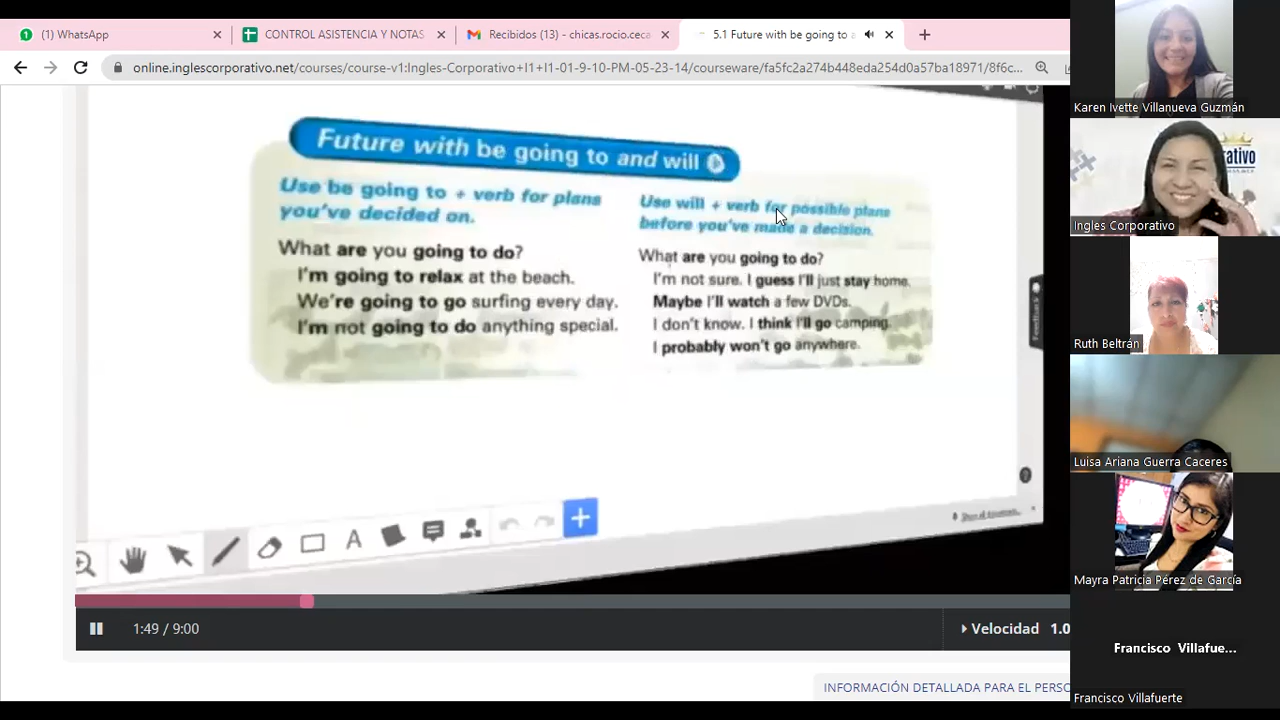 (1) WhatsApp
CONTROL ASISTENCIA Y NOTAS
Recibidos (13) - chicas.rocio.ceca
5.1 Future with be going to a
online.inglescorporativo.net/courses/course-v1:Ingles-Corporativo+I1+I1-01-9-10-PM-05-23-14/courseware/fa5fc2a274b448eda254d0a57ba18971/8f6c...
Future with be going to and will
Use be going to + verb for plans
you've decided on.
What are you going to do?
I'm going to relax at the beach.
We're going to go surfing every day.
I'm not going to do anything special.
Use will + verb for possible plans
before you've made a decision.
What are you going to do?
I'm not sure. I guess I'll just stay home.
Maybe I'll watch a few DVDs.
I don't know. I think I'll go camping.
I probably won't go anywhere.
Feedback
A
1:49 / 9:00
Velocidad 1.0
INFORMACIÓN DETALLADA PARA EL PERSO
Karen Ivette Villanueva Guzmán
ativo
Ingles Corporativo
Ruth Beltrán
Luisa Ariana Guerra Caceres
Mayra Patricia Pérez de García
Francisco Villafue...
Francisco Villafuerte